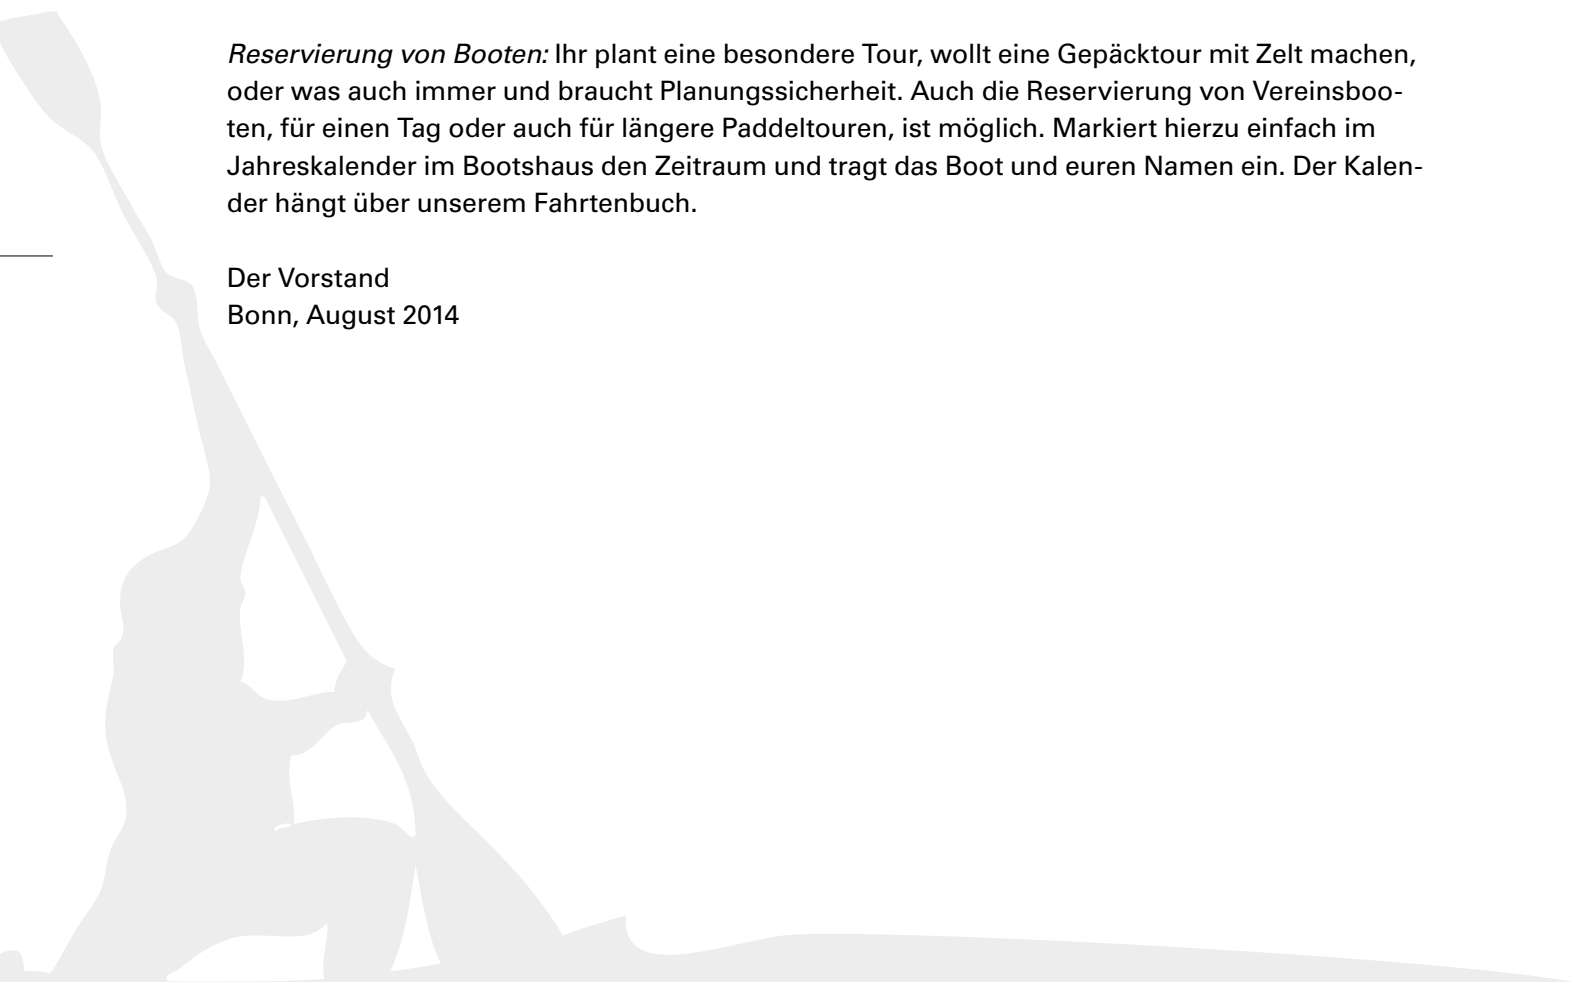 Reservierung von Booten: Ihr plant eine besondere Tour, wollt eine Gepäcktour mit Zelt machen,
oder was auch immer und braucht Planungssicherheit. Auch die Reservierung von Vereinsboo-
ten, für einen Tag oder auch für längere Paddeltouren, ist möglich. Markiert hierzu einfach im
Jahreskalender im Bootshaus den Zeitraum und tragt das Boot und euren Namen ein. Der Kalen-
der hängt über unserem Fahrtenbuch.
Der Vorstand
Bonn, August 2014